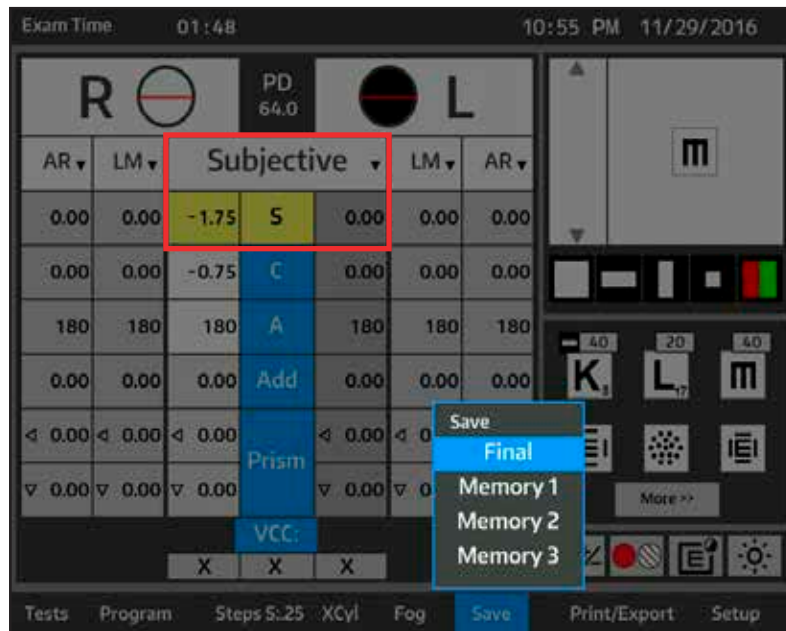 Exam Time 01:48 10:55 PM 11/29/2016
R PD 64.0 L
AR LM Subjective LM AR
0.00 0.00 -1.75 S 0.00 0.00 0.00
0.00 0.00 -0.75 C 0.00 0.00 0.00
180 180 180 A 180 180 180
0.00 0.00 0.00 Add 0.00 0.00 0.00
0.00 0.00 0.00 Prism 0.00
0.00 0.00 0.00 0.00
VCC:
X X X
40 20 40
K L m
More >>
Save
Final
Memory 1
Memory 2
Memory 3
Tests Program Steps S:.25 XCyl Fog Save Print/Export Setup